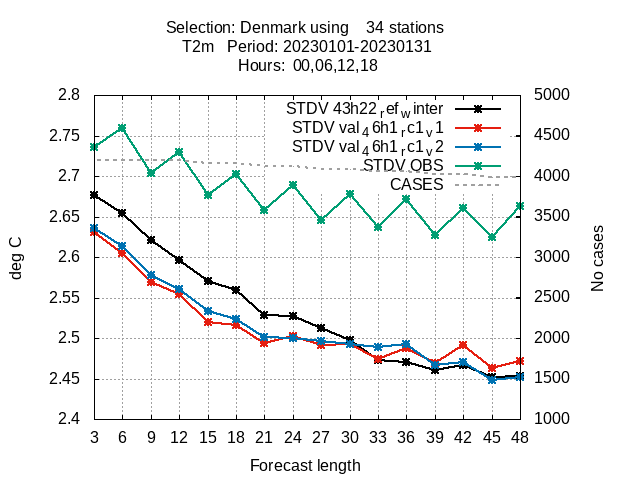 Selection: Denmark using 34 stations
T2m Period: 20230101-20230131
Hours: 00,06,12,18
2.8
2.75
2.7
2.65
2.6
2.55
2.5
2.45
2.4
deg C
STDV 43h22refwinter
STDV val46h1rc1v1
STDV val46h1rc1v2
STDV OBS
CASES
5000
4500
4000
3500
3000
2500
2000
1500
1000
No cases
3 6 9 12 15 18 21 24 27 30 33 36 39 42 45 48
Forecast length